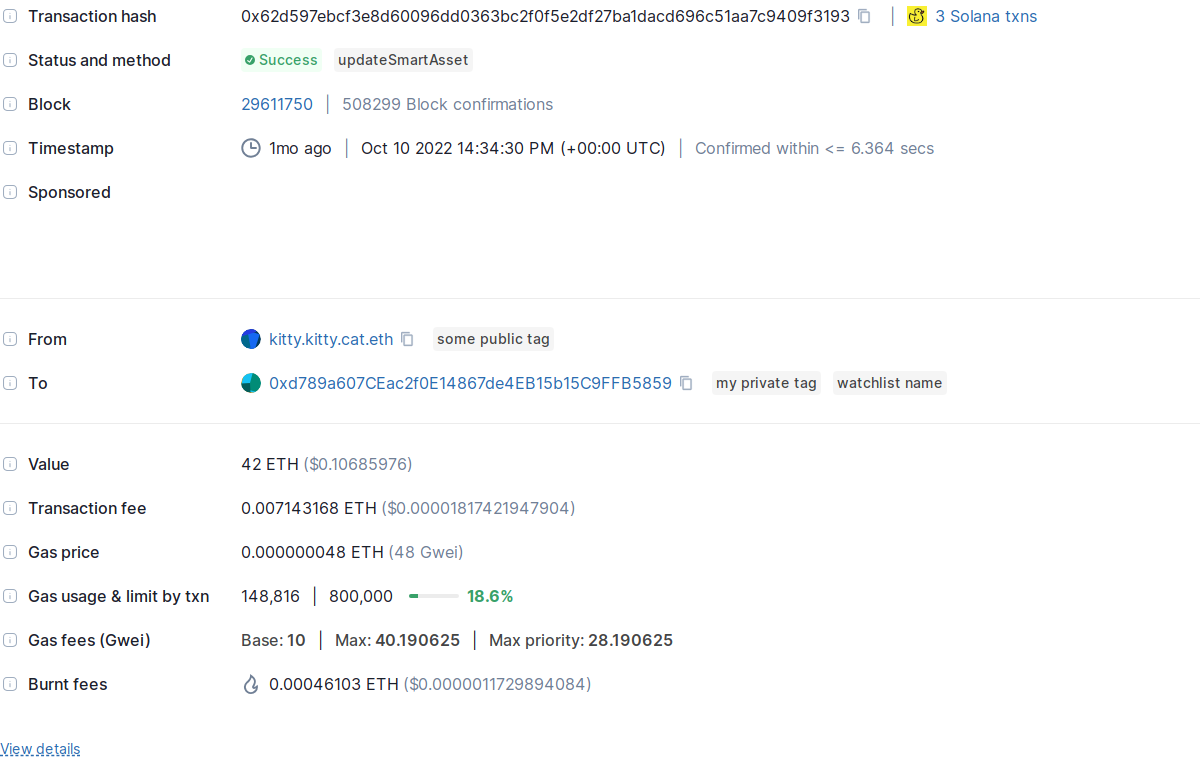 Transaction hash 0x62d597ebcf3e8d60096dd0363bc2f0f5e2df27ba1dacd696c51aa7c9409f3193 | 3 Solana txns
Status and method Success updateSmartAsset
Block 29611750 | 508299 Block confirmations
Timestamp 1mo ago | Oct 10 2022 14:34:30 PM (+00:00 UTC) | Confirmed within <= 6.364 secs
Sponsored
From kitty.kitty.cat.eth some public tag
To 0xd789a607CEac2f0E14867de4EB15b15C9FFB5859 my private tag watchlist name
Value 42 ETH ($0.10685976)
Transaction fee 0.007143168 ETH ($0.00001817421947904)
Gas price 0.000000048 ETH (48 Gwei)
Gas usage & limit by txn 148,816 | 800,000 18.6%
Gas fees (Gwei) Base: 10 | Max: 40.190625 | Max priority: 28.190625
Burnt fees 0.00046103 ETH ($0.0000011729894084)
View details